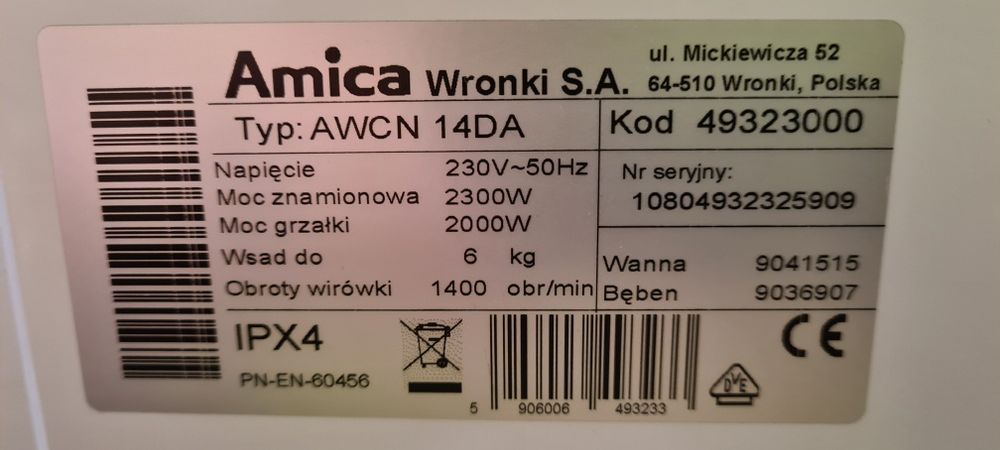 Amica Wronki S.A.
ul. Mickiewicza 52
64-510 Wronki, Polska
Typ: AWCN 14DA
Kod 49323000
Napięcie 230V~50Hz
Moc znamionowa 2300W
Moc grzałki 2000W
Wsad do 6 kg
Obroty wirówki 1400 obr/min
Nr seryjny:
10804932325909
Wanna 9041515
Bęben 9036907
IPX4
PN-EN-60456
5 906006 493233
DVE
CE